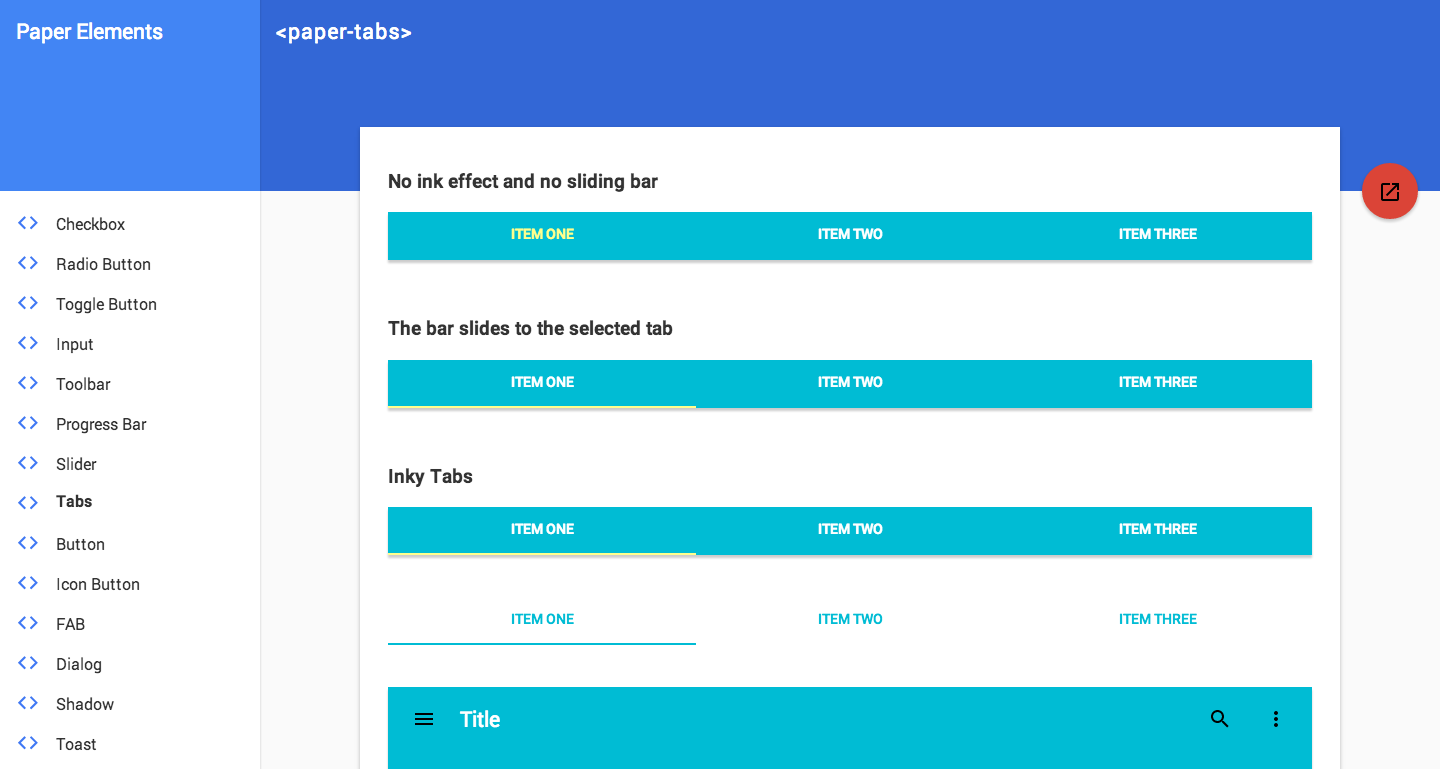 Paper Elements
<paper-tabs>
Checkbox
Radio Button
Toggle Button
Input
Toolbar
Progress Bar
Slider
Tabs
Button
Icon Button
FAB
Dialog
Shadow
Toast
No ink effect and no sliding bar
ITEM ONE ITEM TWO ITEM THREE
The bar slides to the selected tab
ITEM ONE ITEM TWO ITEM THREE
Inky Tabs
ITEM ONE ITEM TWO ITEM THREE
ITEM ONE ITEM TWO ITEM THREE
Title